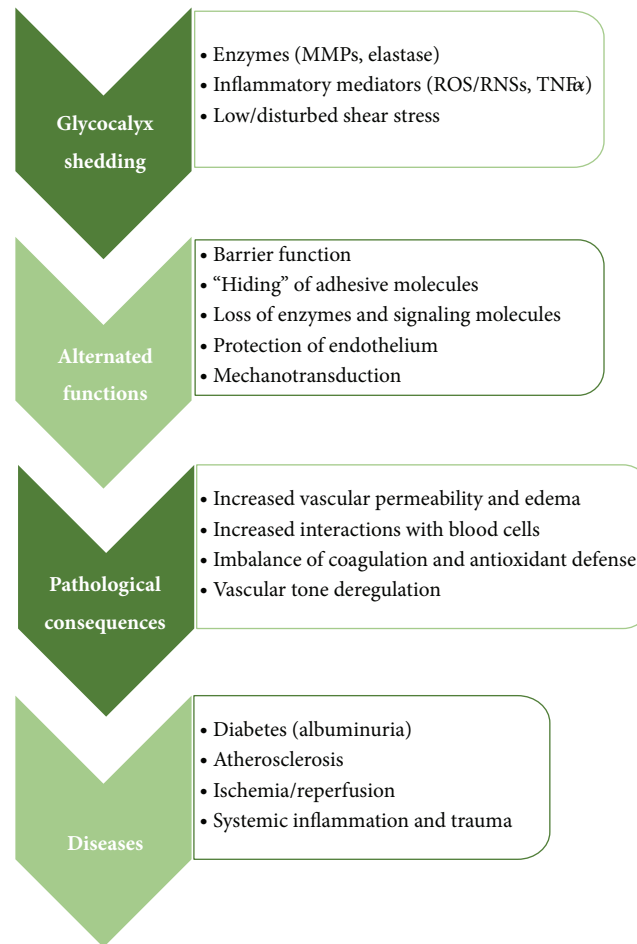 • Enzymes (MMPs, elastase)
• Inflammatory mediators (ROS/RNSs, TNFα)
• Low/disturbed shear stress
Glycocalyx
shedding
• Barrier function
• “Hiding” of adhesive molecules
• Loss of enzymes and signaling molecules
• Protection of endothelium
• Mechanotransduction
Alternated
functions
• Increased vascular permeability and edema
• Increased interactions with blood cells
• Imbalance of coagulation and antioxidant defense
• Vascular tone deregulation
Pathological
consequences
• Diabetes (albuminuria)
• Atherosclerosis
• Ischemia/reperfusion
• Systemic inflammation and trauma
Diseases